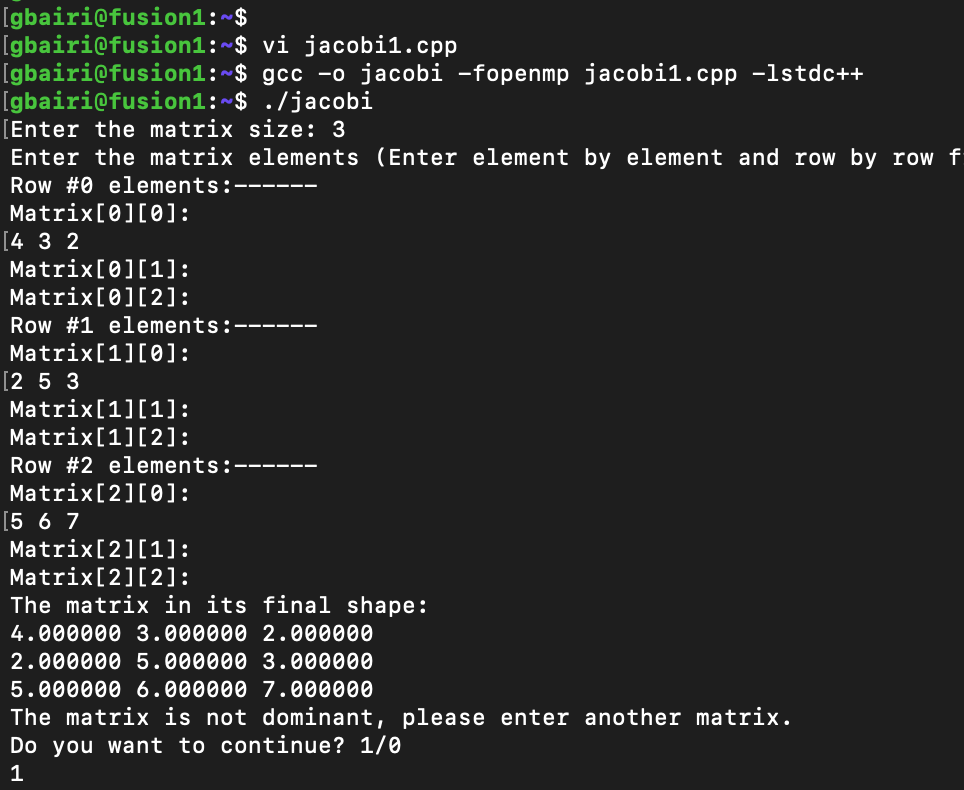 [gbairi@fusion1:~$
[gbairi@fusion1:~$ vi jacobi1.cpp
[gbairi@fusion1:~$ gcc -o jacobi -fopenmp jacobi1.cpp -lstdc++
[gbairi@fusion1:~$ ./jacobi
[Enter the matrix size: 3
Enter the matrix elements (Enter element by element and row by row f
Row #0 elements:------
Matrix[0][0]:
[4 3 2
Matrix[0][1]:
Matrix[0][2]:
Row #1 elements:------
Matrix[1][0]:
[2 5 3
Matrix[1][1]:
Matrix[1][2]:
Row #2 elements:------
Matrix[2][0]:
[5 6 7
Matrix[2][1]:
Matrix[2][2]:
The matrix in its final shape:
4.000000 3.000000 2.000000
2.000000 5.000000 3.000000
5.000000 6.000000 7.000000
The matrix is not dominant, please enter another matrix.
Do you want to continue? 1/0
1